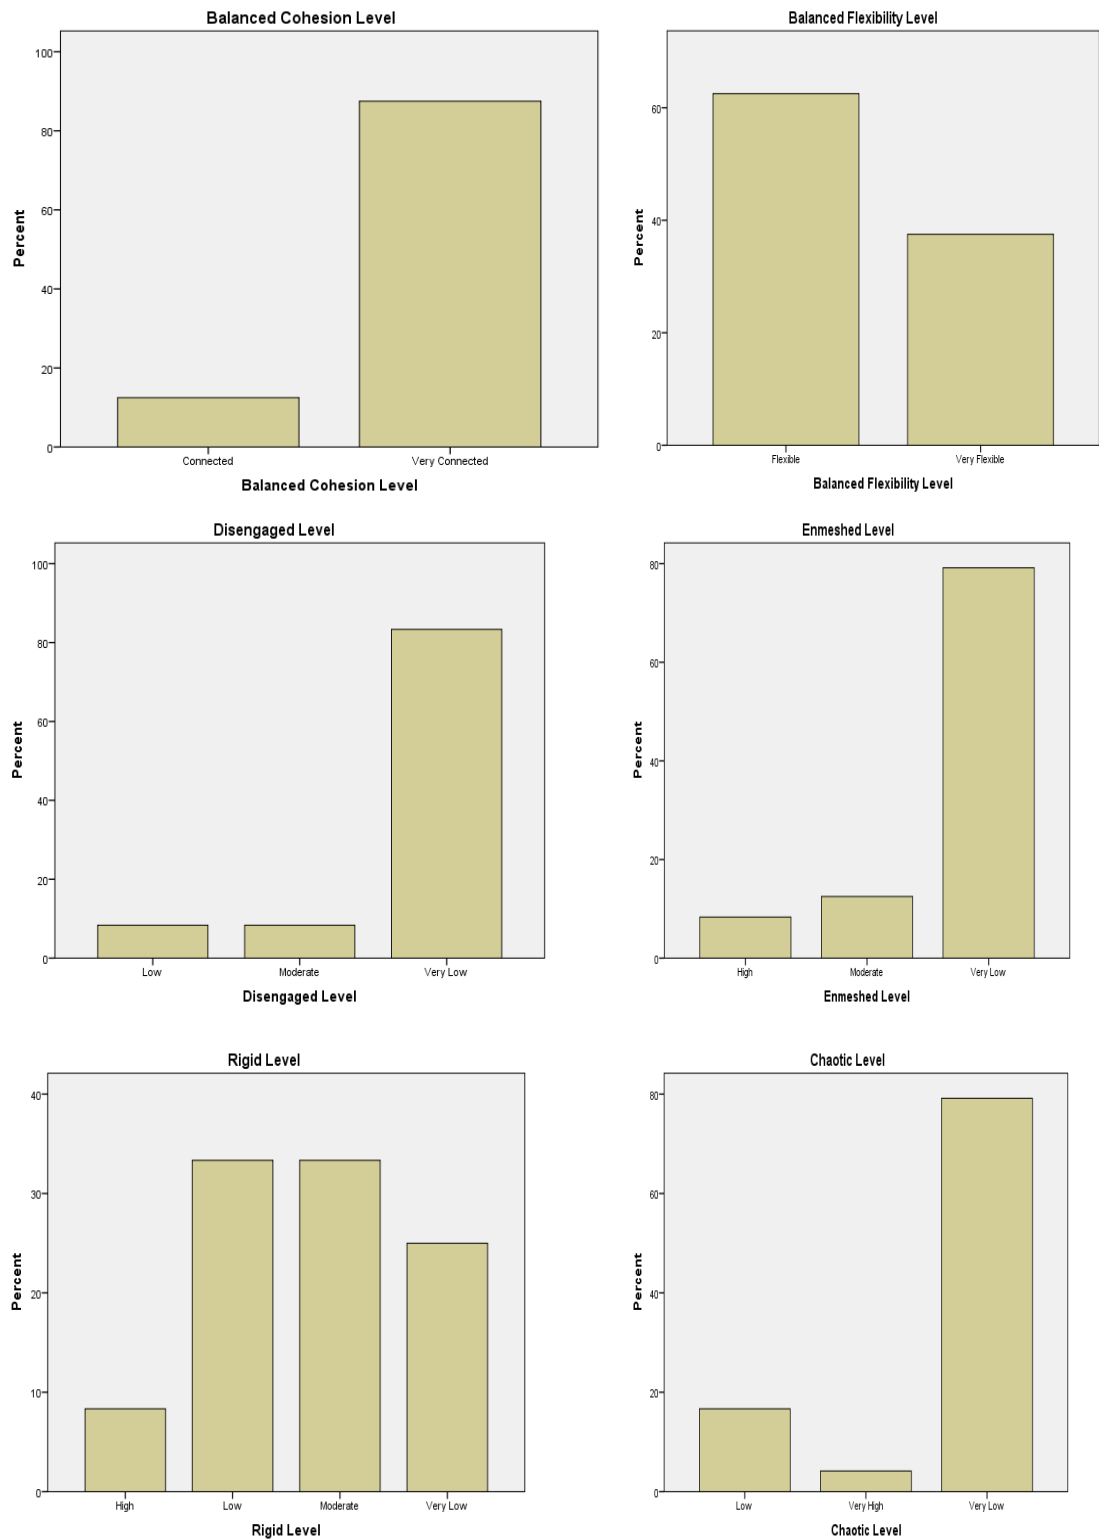 Balanced Cohesion Level
100
80
60
40
20
0
Percent
Connected
Very Connected
Balanced Cohesion Level
Balanced Flexibility Level
60
40
20
0
Percent
Flexible
Very Flexible
Balanced Flexibility Level
Disengaged Level
100
80
60
40
20
0
Percent
Low
Moderate
Very Low
Disengaged Level
Enmeshed Level
80
60
40
20
0
Percent
High
Moderate
Very Low
Enmeshed Level
Rigid Level
40
30
20
10
0
Percent
High
Low
Moderate
Very Low
Rigid Level
Chaotic Level
80
60
40
20
0
Percent
Low
Very High
Very Low
Chaotic Level